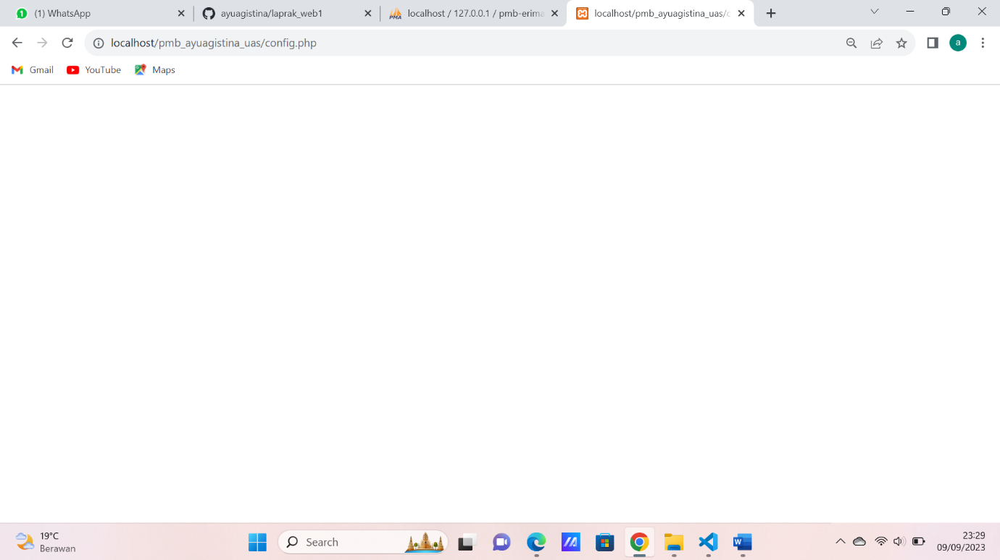 1 (1) WhatsApp
ayuagistina/laprak_web1
PMA localhost / 127.0.0.1 / pmb-erima
localhost/pmb_ayuagistina_uas/c
localhost/pmb_ayuagistina_uas/config.php
a
Gmail YouTube Maps
19°C
Berawan
Search
W
23:29
09/09/2023